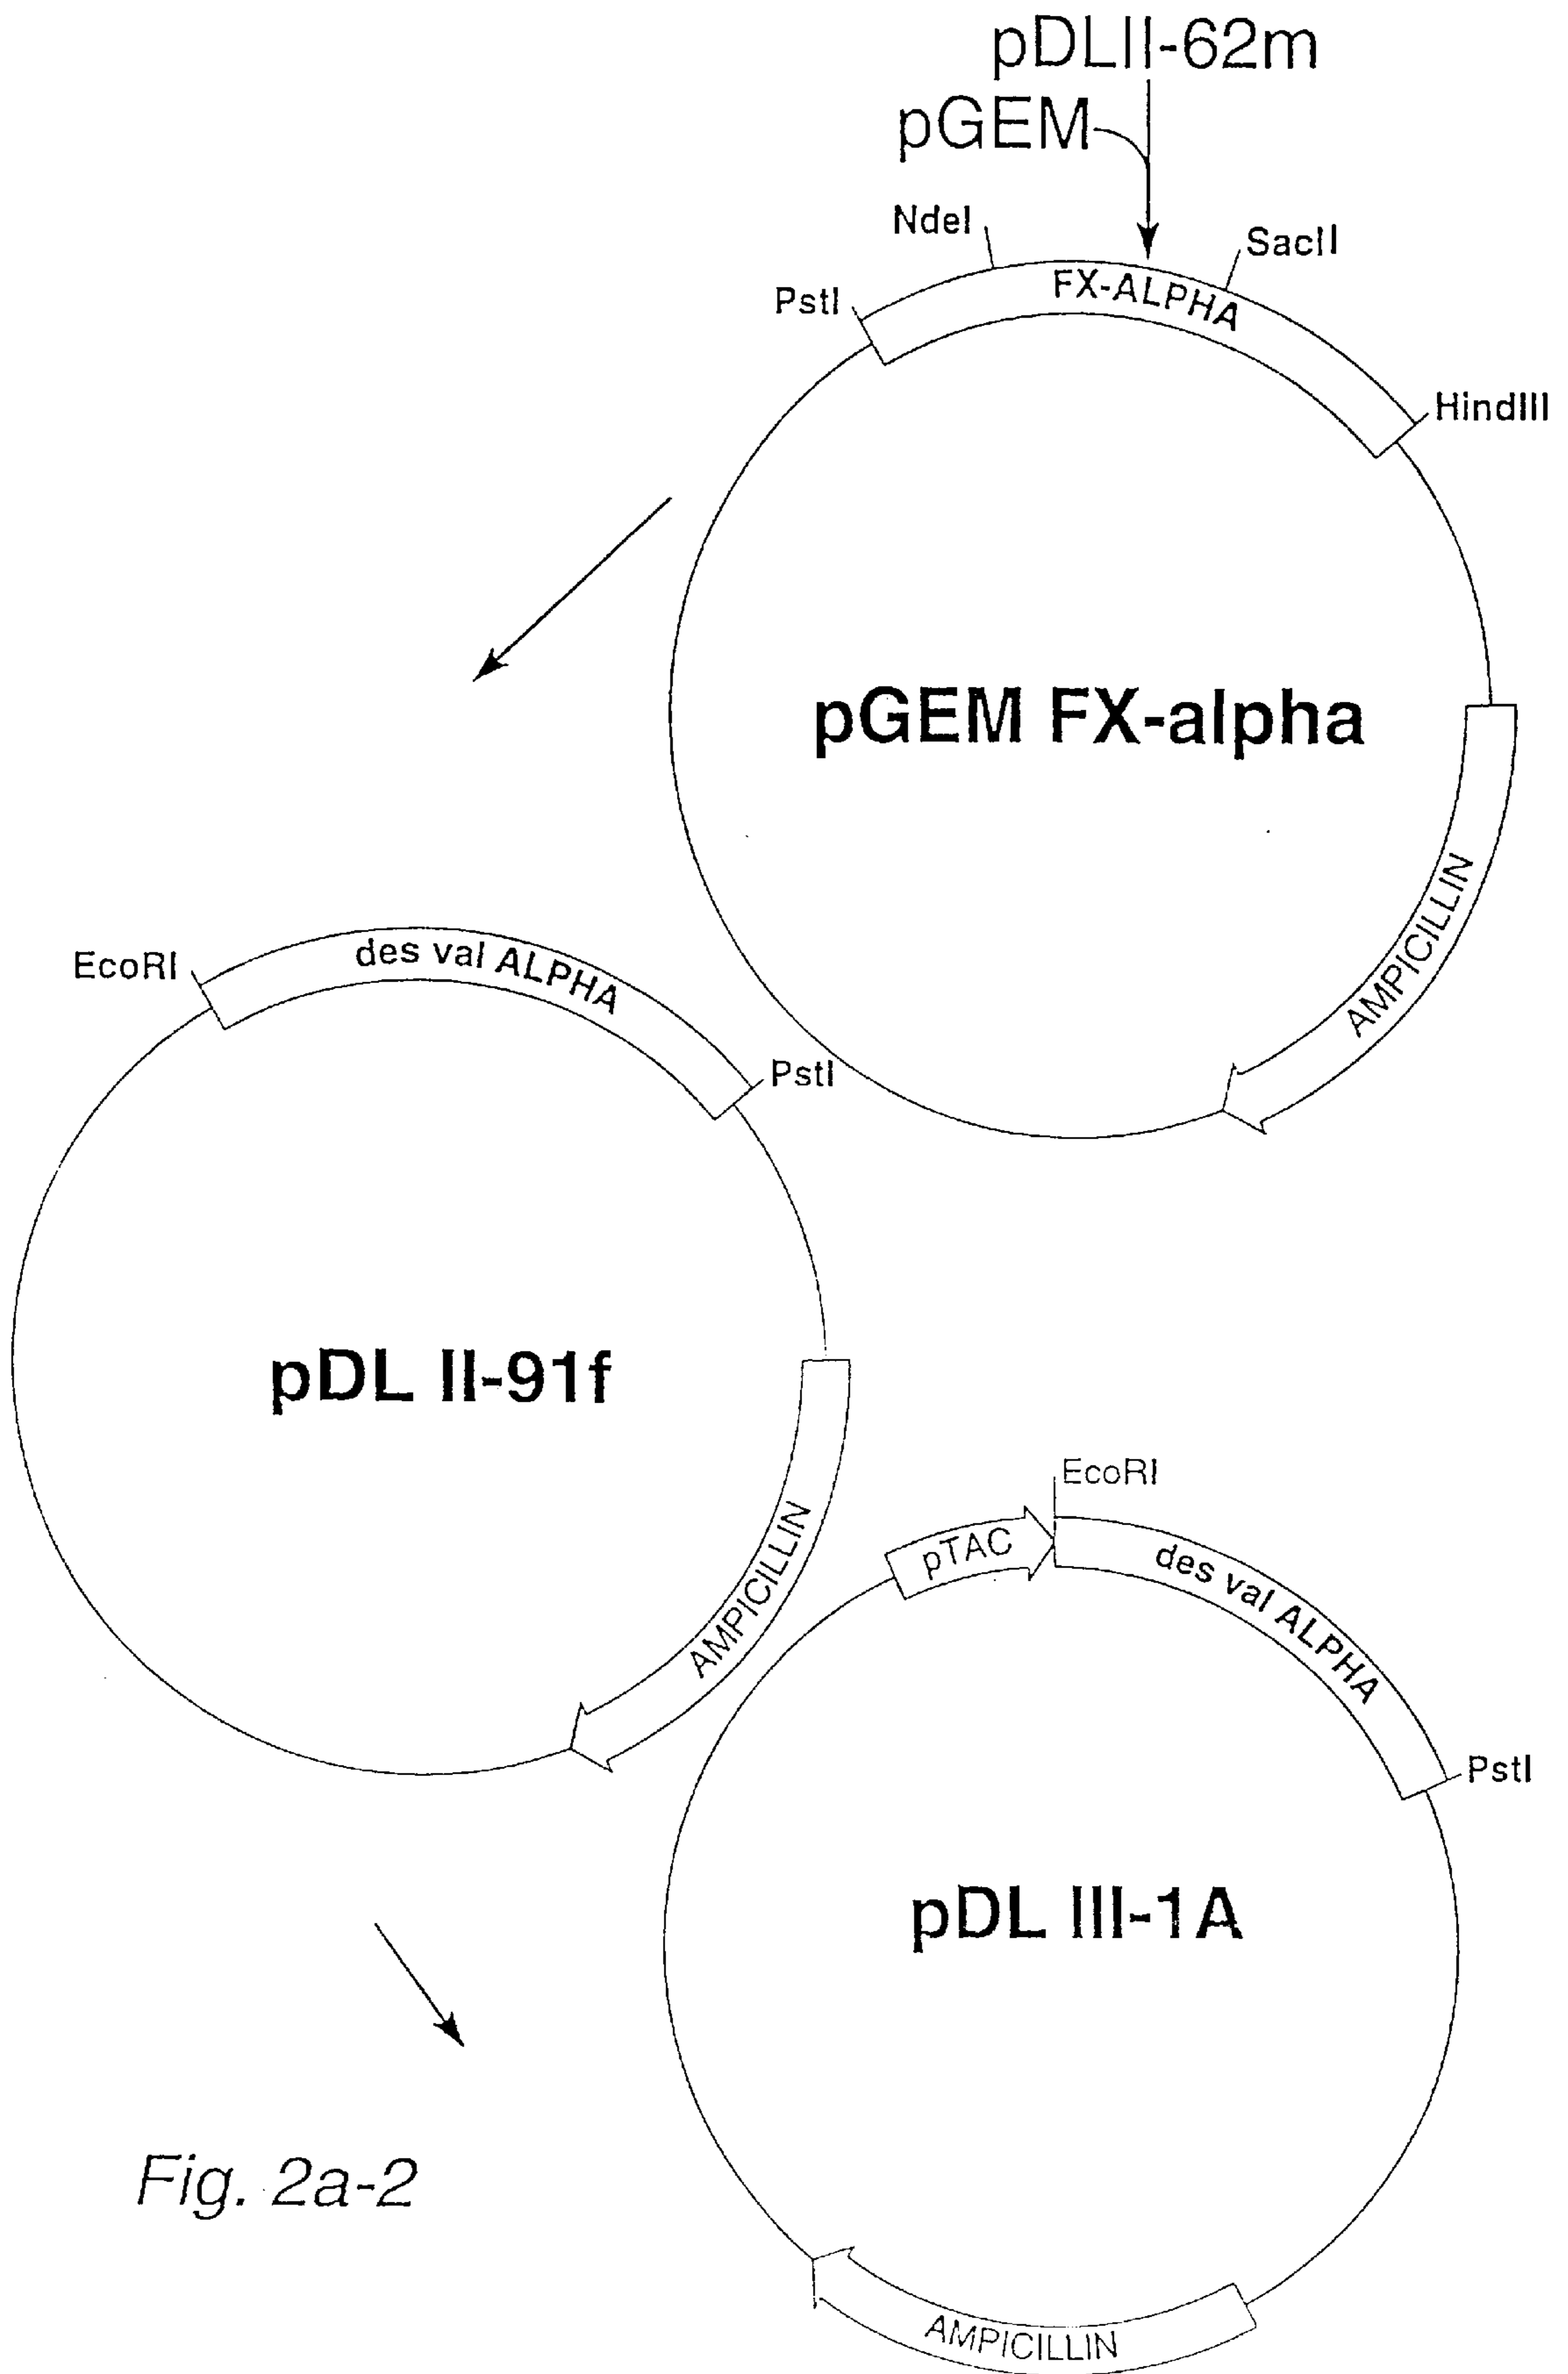 pDLII-62m
pGEM
NdeI
SacII
PstI
FX-ALPHA
HindIII
pGEM FX-alpha
AMPICILLIN
EcoRI
des val ALPHA
PstI
pDL II-91f
AMPICILLIN
EcoRI
pTAC
des val ALPHA
PstI
pDL III-1A
AMPICILLIN
Fig. 2a-2